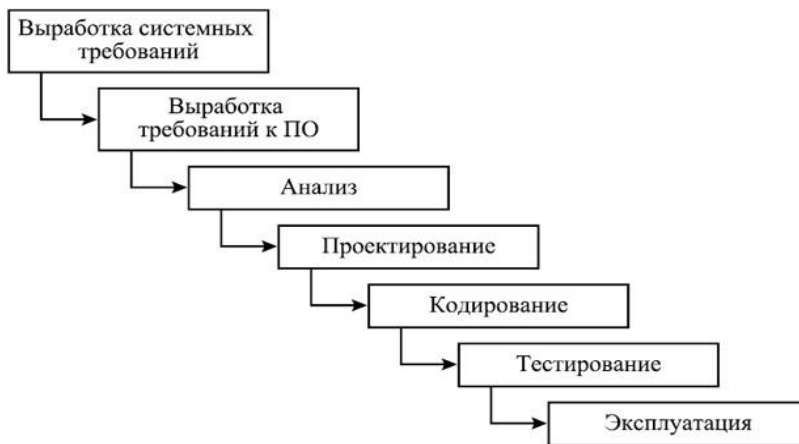 Выработка системных
требований
Выработка
требований к ПО
Анализ
Проектирование
Кодирование
Тестирование
Эксплуатация